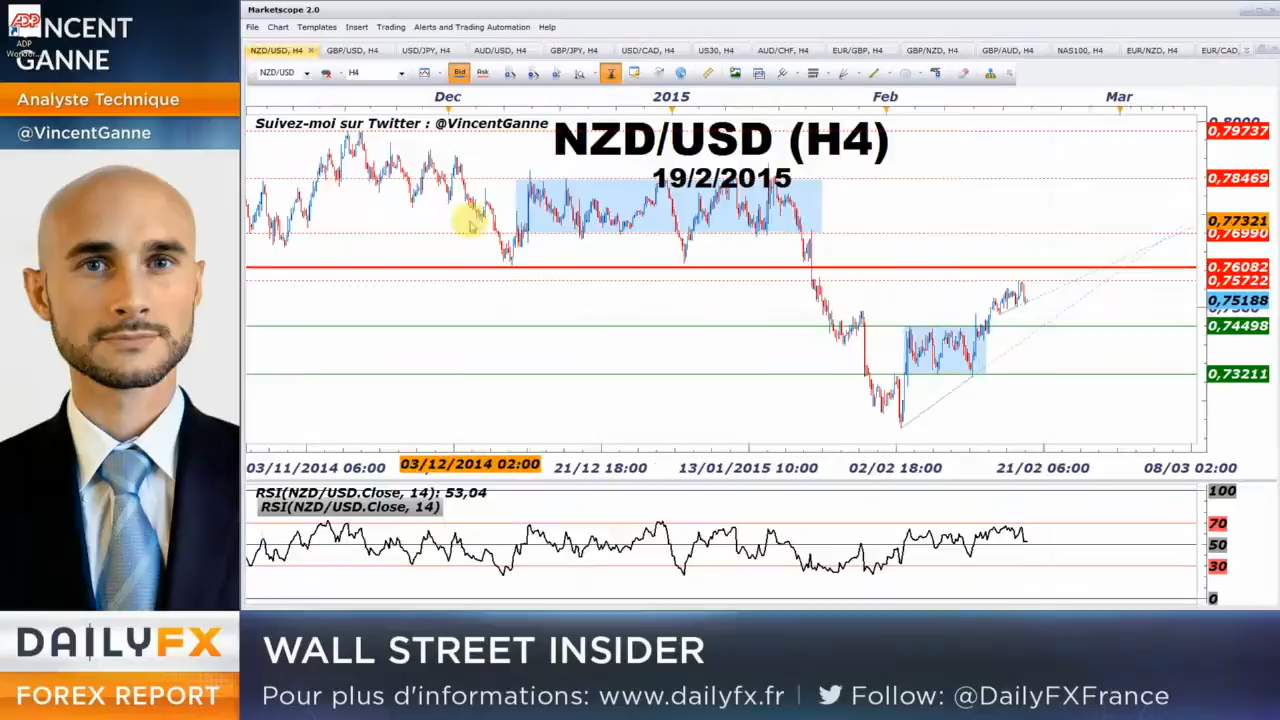 ADP
ADP
VINCENT
GANNE
Analyste Technique
@VincentGanne
Marketscope 2.0
File Chart Templates Insert Trading Alerts and Trading Automation Help
NZD/USD, H4 GBP/USD, H4 USD/JPY, H4 AUD/USD, H4 GBP/JPY, H4 USD/CAD, H4 US30, H4 AUD/CHF, H4 EUR/GBP, H4 GBP/NZD, H4 GBP/AUD, H4 NAS100, H4 EUR/NZD, H4 EUR/CAD,
NZD/USD H4 Bid Ask
Dec 2015 Feb Mar
Suivez-moi sur Twitter : @VincentGanne
NZD/USD (H4)
19/2/2015
0,8000
0,79737
0,78469
0,77321
0,76990
0,76082
0,75722
0,75188
0,74498
0,73211
03/11/2014 06:00 03/12/2014 02:00 21/12 18:00 13/01/2015 10:00 02/02 18:00 21/02 06:00 08/03 02:00
RSI(NZD/USD.Close, 14): 53,04
RSI(NZD/USD.Close, 14)
100
70
50
30
0
DAILYFX
FOREX REPORT
WALL STREET INSIDER
Pour plus d'informations: www.dailyfx.fr | Follow: @DailyFXFrance